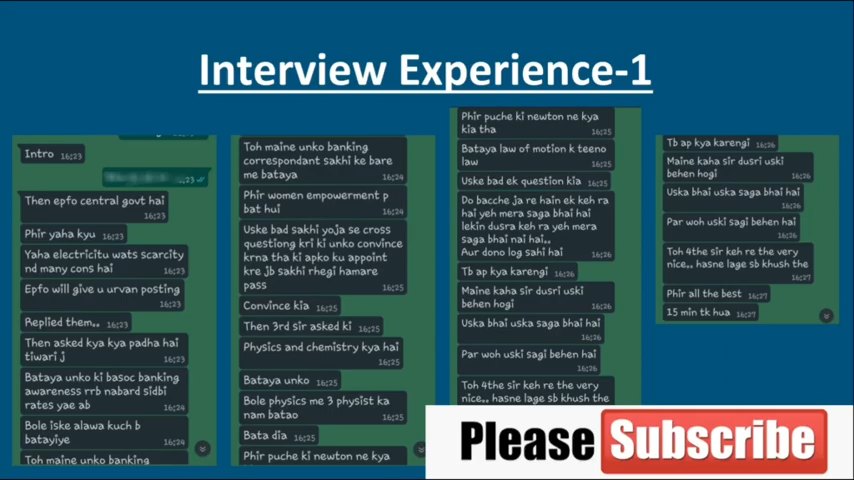 Interview Experience-1
Intro 16:23
16:23
Then epfo central govt hai
16:23
Phir yaha kyu 16:23
Yaha electricitu wats scarcity
nd many cons hai 16:23
Epfo will give u urvan posting
16:23
Replied them.. 16:23
Then asked kya kya padha hai
tiwari j 16:23
Bataya unko ki basoc banking
awareness rrb nabard sidbi
rates yae ab 16:24
Bole iske alawa kuch b
batayiye 16:24
Toh maine unko banking
Toh maine unko banking
correspondant sakhi ke bare
me bataya 16:24
Phir women empowerment p
bat hui 16:24
Uske bad sakhi yoja se cross
questiong kri ki unko convince
krna tha ki apko ku appoint
kre jb sakhi rhegi hamare
pass 16:25
Convince kia 16:25
Then 3rd sir asked ki 16:25
Physics and chemistry kya hai
16:25
Bataya unko 16:25
Bole physics me 3 physist ka
nam batao 16:25
Bata dia 16:25
Phir puche ki newton ne kya
Phir puche ki newton ne kya
kia tha 16:25
Bataya law of motion k teeno
law 16:25
Uske bad ek question kia 16:25
Do bacche ja re hain ek keh ra
hai yeh mera saga bhai hai
lekin dusra keh ra yeh mera
saga bhai nai hai..
Aur dono log sahi hai 16:26
Tb ap kya karengi 16:26
Maine kaha sir dusri uski
behen hogi 16:26
Uska bhai uska saga bhai hai
16:26
Par woh uski sagi behen hai
16:26
Toh 4the sir keh re the very
nice.. hasne lage sb khush the
Tb ap kya karengi 16:26
Maine kaha sir dusri uski
behen hogi 16:26
Uska bhai uska saga bhai hai
16:26
Par woh uski sagi behen hai
16:26
Toh 4the sir keh re the very
nice.. hasne lage sb khush the
16:27
Phir all the best 16:27
15 min tk hua 16:27
Please Subscribe